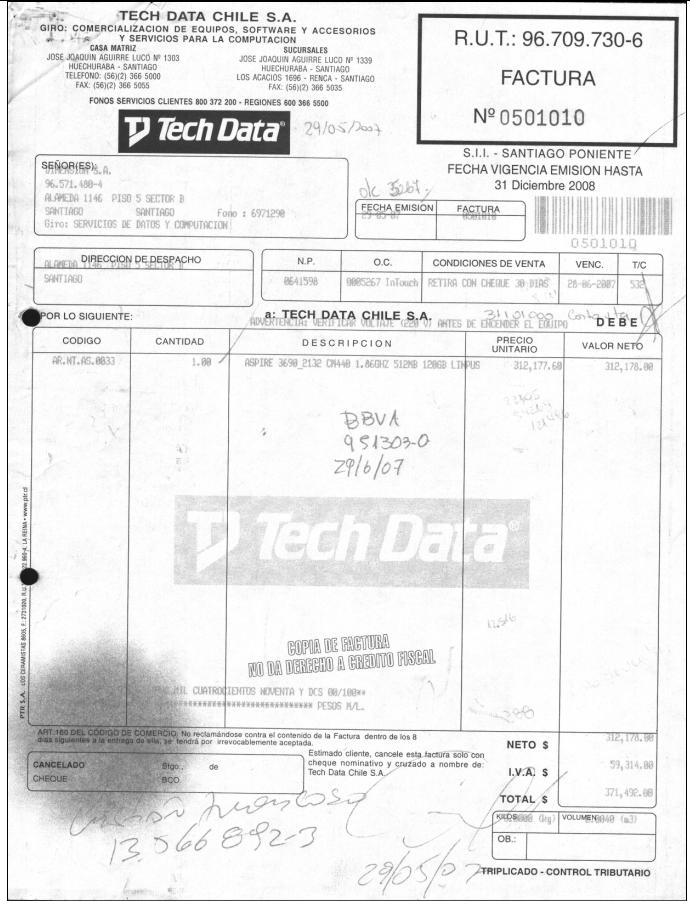 TECH DATA CHILE S.A.
GIRO: COMERCIALIZACION DE EQUIPOS, SOFTWARE Y ACCESORIOS
Y SERVICIOS PARA LA COMPUTACION
CASA MATRIZ
JOSE JOAQUIN AGUIRRE LUCO Nº 1303
HUECHURABA - SANTIAGO
TELEFONO: (56)(2) 366 5000
FAX: (56)(2) 366 5055
SUCURSALES
JOSE JOAQUIN AGUIRRE LUCO Nº 1339
HUECHURABA - SANTIAGO
LOS ACACIOS 1696 - RENCA - SANTIAGO
FAX: (56)(2) 366 5035
FONOS SERVICIOS CLIENTES 800 372 200 - REGIONES 600 366 5500
Tech Data
29/05/2007
R.U.T.: 96.709.730-6
FACTURA
Nº 0501010
S.I.I. - SANTIAGO PONIENTE
FECHA VIGENCIA EMISION HASTA
31 Diciembre 2008
SEÑOR(ES)
DIMENSION S.A.
96.571.480-4
ALAMEDA 1146 PISO 5 SECTOR B
SANTIAGO SANTIAGO Fono : 6971290
Giro: SERVICIOS DE DATOS Y COMPUTACION
ok 5267
FECHA EMISION FACTURA
29-05-07 0501010
0501010
DIRECCION DE DESPACHO
ALAMEDA 1146 PISO 5 SECTOR B
SANTIAGO
N.P. O.C. CONDICIONES DE VENTA VENC. T/C
0641598 0005267 InTouch RETIRA CON CHEQUE 30 DIAS 28-06-2007 532
POR LO SIGUIENTE: a: TECH DATA CHILE S.A. 31101000
ADVERTENCIA: VERIFICAR VOLTAJE (220 V) ANTES DE ENCENDER EL EQUIPO
DEBE
CODIGO CANTIDAD DESCRIPCION PRECIO UNITARIO VALOR NETO
AR.NT.AS.0033 1.00 ASPIRE 3690_2132 CM440 1.86GHZ 512MB 120GB LINPUS 312,177.60 312,178.00
BBVA
951303-0
29/6/07
Tech Data
COPIA DE FACTURA
NO DA DERECHO A CREDITO FISCAL
MIL CUATROCIENTOS NOVENTA Y DOS 00/100**
PESOS M/L.
PTR S.A. LOS CERAMISTAS 8605, F.: 2731020, LA REINA • www.ptr.cl
ART.160 DEL CODIGO DE COMERCIO: No reclamándose contra el contenido de la Factura dentro de los 8
días siguientes a la entrega de ella, se tendrá por irrevocablemente aceptada.
CANCELADO Stgo., de
CHEQUE BCO.
Estimado cliente, cancele esta factura solo con
cheque nominativo y cruzado a nombre de:
Tech Data Chile S.A.
NETO $ 312,178.00
I.V.A. $ 59,314.00
TOTAL $ 371,492.00
KILOS (kg) VOLUMEN (m3)
OB.:
13.566892-3
29/05/07
TRIPLICADO - CONTROL TRIBUTARIO